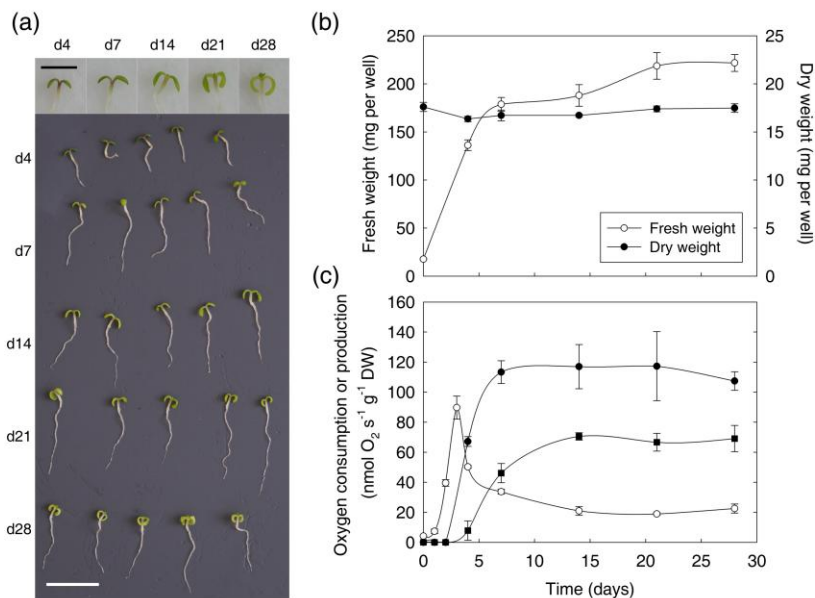 (a)
d4 d7 d14 d21 d28
d4
d7
d14
d21
d28
(b)
250
200
150
100
50
0
Fresh weight (mg per well)
25
20
15
10
5
0
Dry weight (mg per well)
Fresh weight
Dry weight
(c)
160
140
120
100
80
60
40
20
0
Oxygen consumption or production
(nmol O₂ s⁻¹ g⁻¹ DW)
0 5 10 15 20 25 30
Time (days)